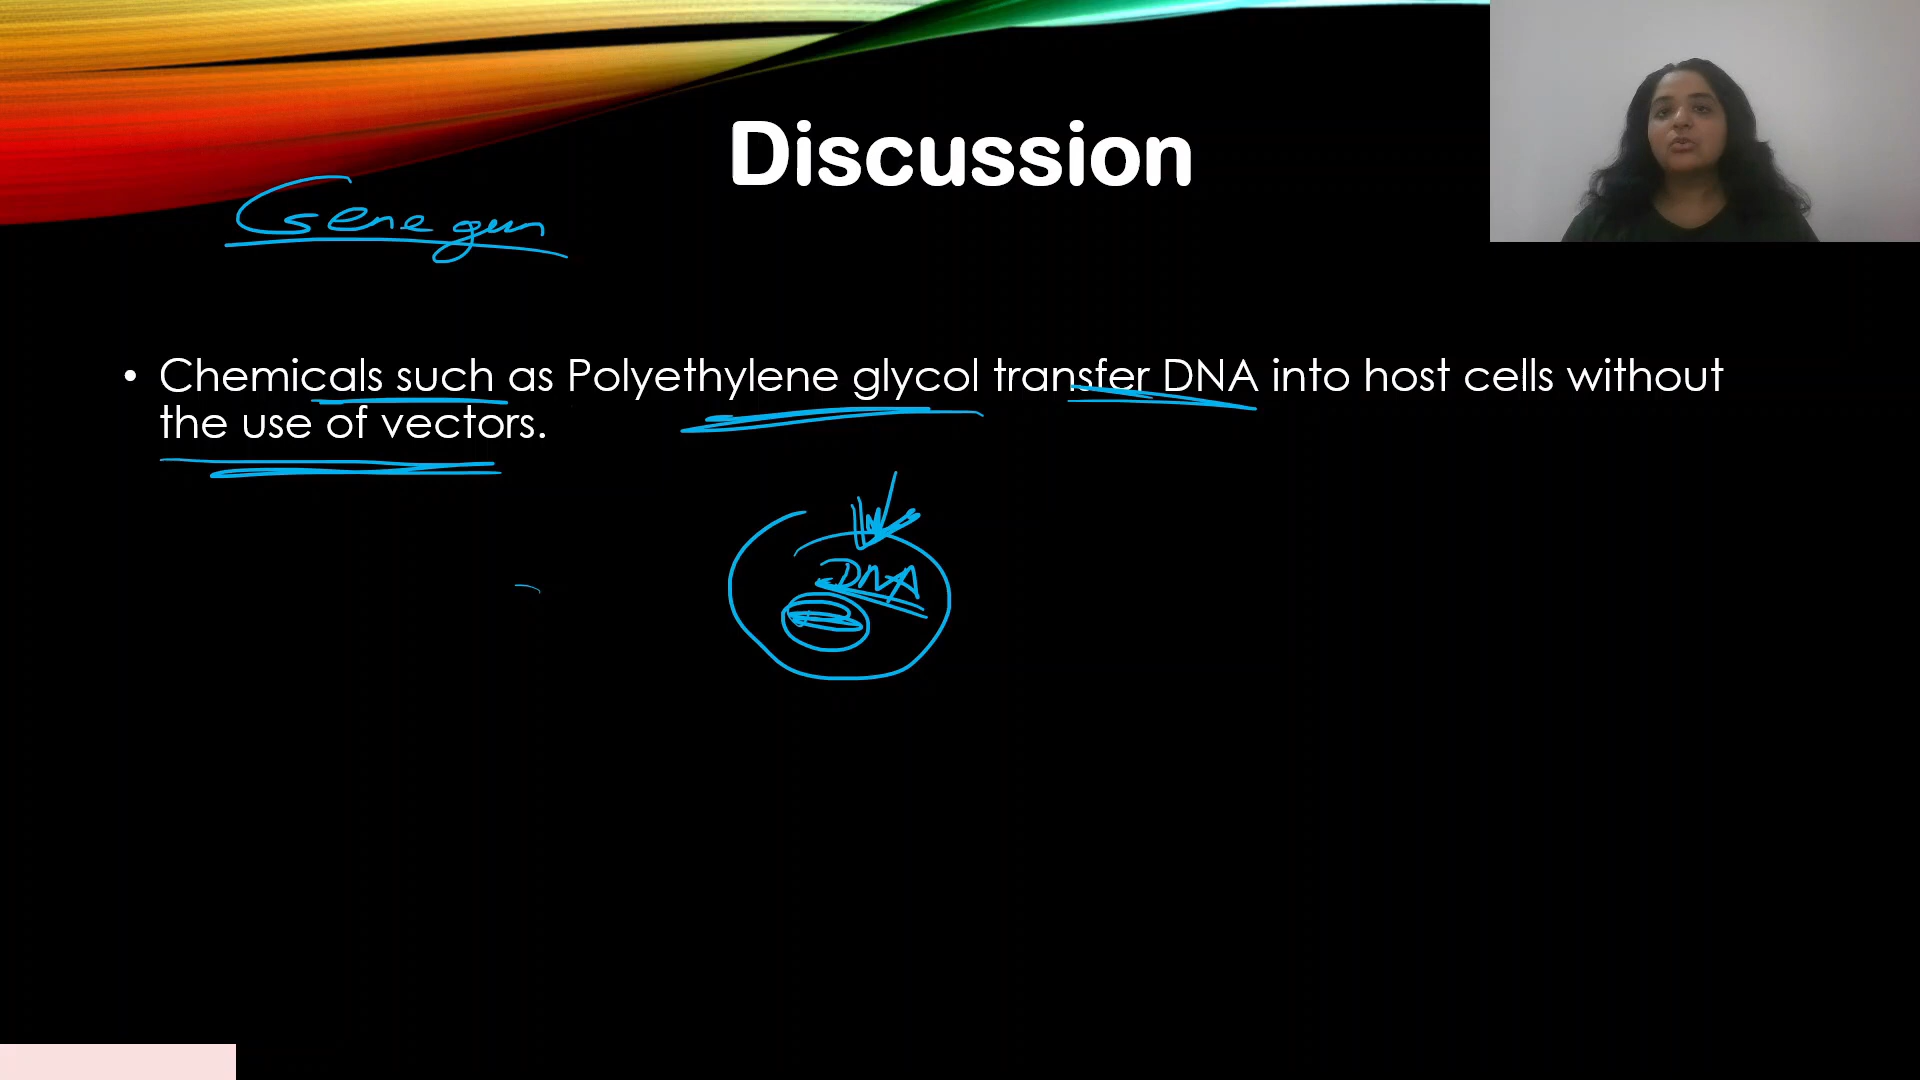 Discussion
Gene gun
• Chemicals such as Polyethylene glycol transfer DNA into host cells without
the use of vectors.
DNA